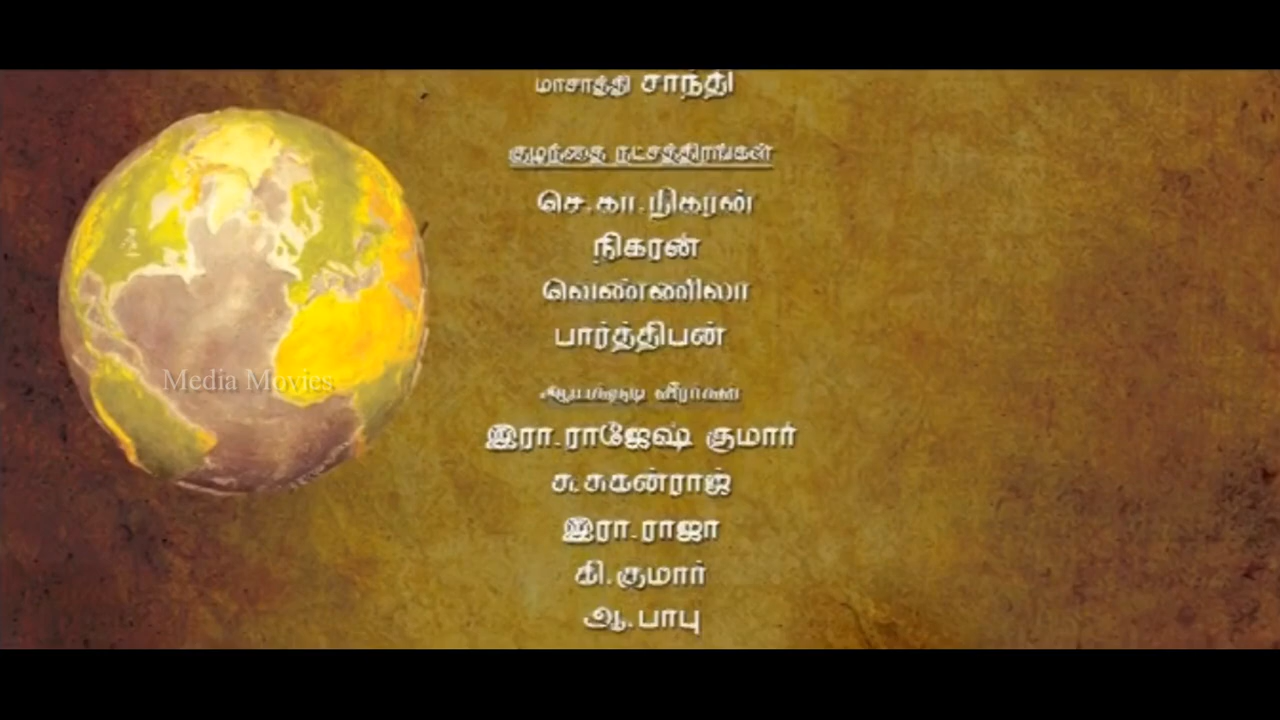 மாசாத்தி சாந்தி
குழந்தை நட்சத்திரங்கள்
செ.கா.நிகரன்
நிகரன்
வெண்ணிலா
பார்த்திபன்
இரா.ராஜேஷ் குமார்
சு.சுகன்ராஜ்
இரா.ராஜா
கி.குமார்
ஆ.பாபு
Media Movies